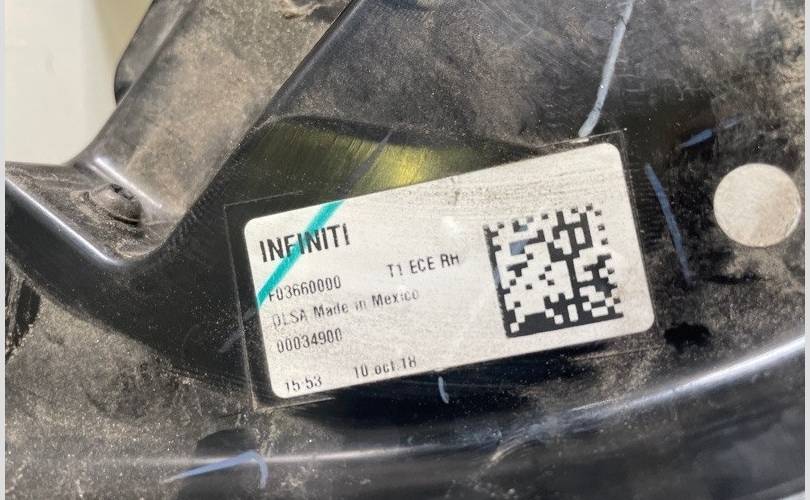 INFINITI
F03660000 T1 ECE RH
OLSA Made in Mexico
00034900
15:53 10.oct.18